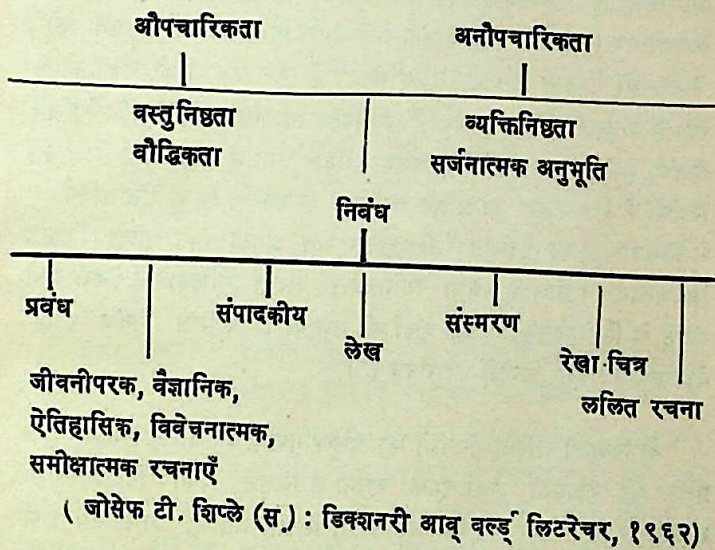 औपचारिकता अनौपचारिकता
वस्तुनिष्ठता व्यक्तिनिष्ठता
वौद्धिकता सर्जनात्मक अनुभूति
निबंध
प्रवंध संपादकीय लेख संस्मरण रेखा चित्र ललित रचना
जीवनीपरक, वैज्ञानिक,
ऐतिहासिक, विवेचनात्मक,
समीक्षात्मक रचनाएँ
( जोसेफ टी. शिप्ले (स.) : डिक्शनरी आव् वर्ल्ड् लिटरेचर, १९६२)